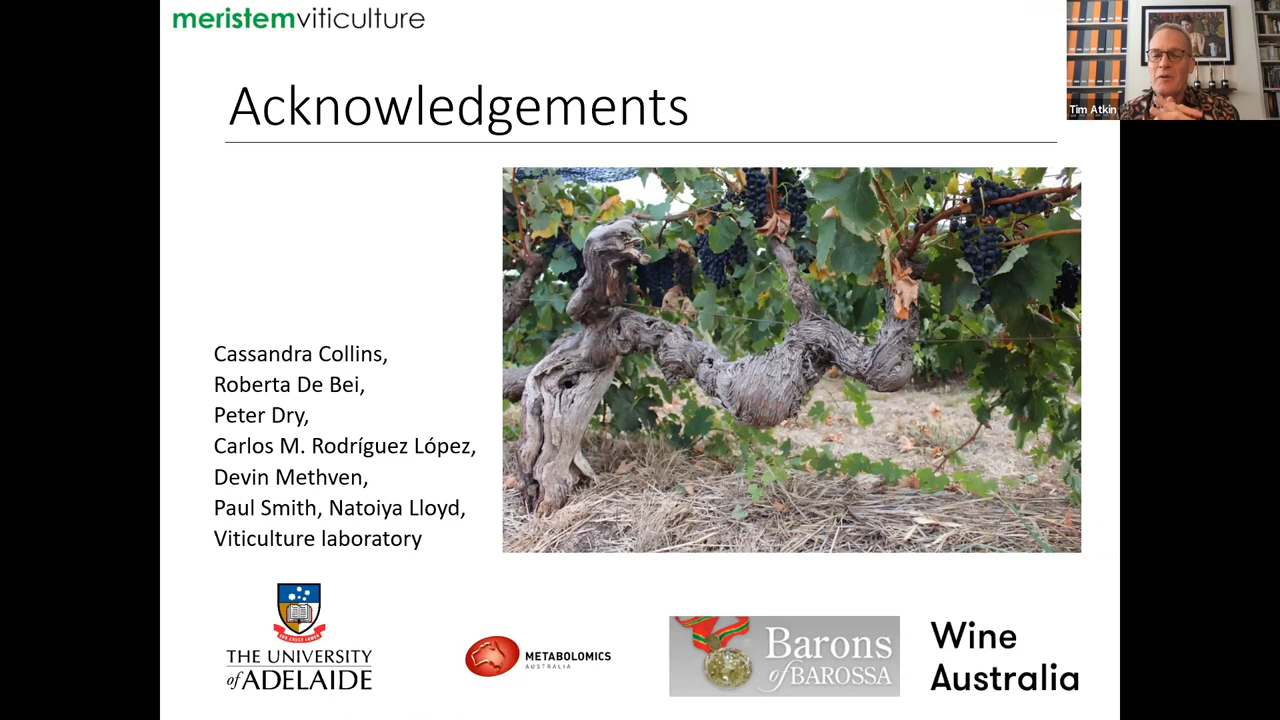 meristemviticulture
Tim Atkin
Acknowledgements
Cassandra Collins,
Roberta De Bei,
Peter Dry,
Carlos M. Rodríguez López,
Devin Methven,
Paul Smith, Natoiya Lloyd,
Viticulture laboratory
THE UNIVERSITY
of ADELAIDE
METABOLOMICS
AUSTRALIA
Barons
of BAROSSA
Wine
Australia